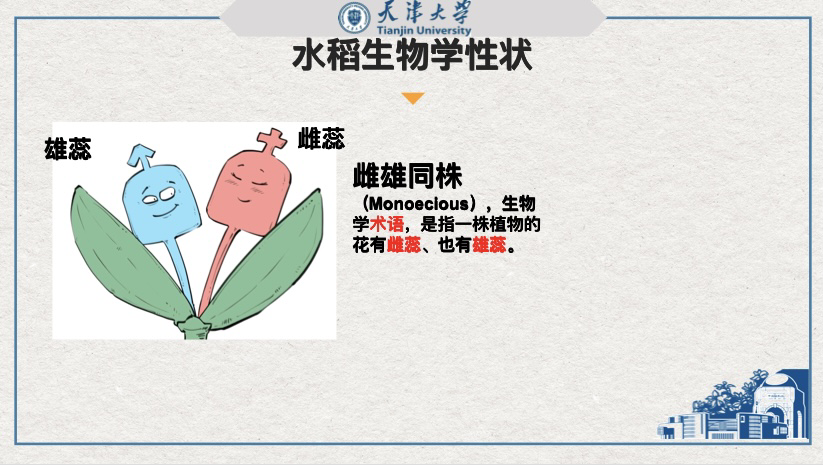 天津大学
Tianjin University
水稻生物学性状
雄蕊
雌蕊
雌雄同株
（Monoecious），生物
学术语，是指一株植物的
花有雌蕊、也有雄蕊。